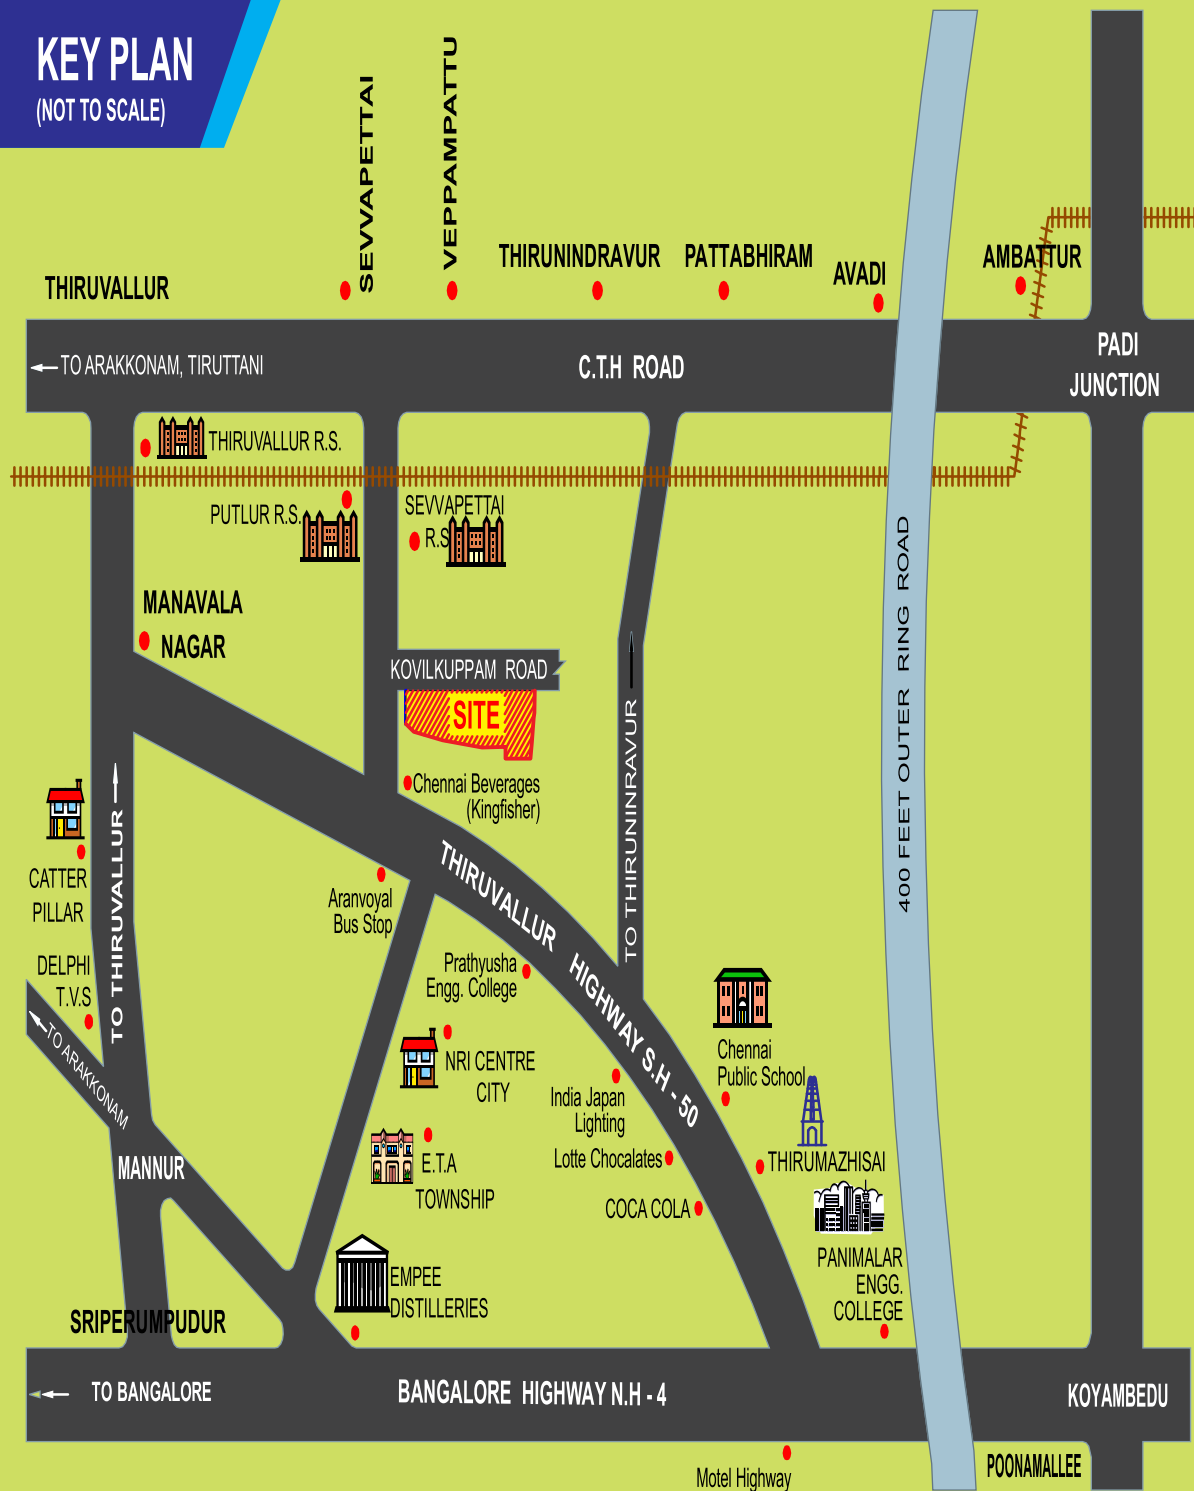 KEY PLAN
(NOT TO SCALE)
SEVVAPETTAI
VEPPAMPATTU
THIRUVALLUR
THIRUNINDRAVUR
PATTABHIRAM
AVADI
AMBATTUR
TO ARAKKONAM, TIRUTTANI
C.T.H ROAD
PADI
JUNCTION
THIRUVALLUR R.S.
PUTLUR R.S.
SEVVAPETTAI
R.S
MANAVALA
NAGAR
KOVILKUPPAM ROAD
SITE
Chennai Beverages
(Kingfisher)
400 FEET OUTER RING ROAD
TO THIRUNINRAVUR
TO THIRUVALLUR
CATTER
PILLAR
DELPHI
T.V.S
TO ARAKKONAM
Aranvoyal
Bus Stop
THIRUVALLUR HIGHWAY S.H - 50
Prathyusha
Engg. College
NRI CENTRE
CITY
India Japan
Lighting
Chennai
Public School
E.T.A
TOWNSHIP
Lotte Chocalates
THIRUMAZHISAI
COCA COLA
MANNUR
PANIMALAR
ENGG.
COLLEGE
EMPEE
DISTILLERIES
SRIPERUMPUDUR
TO BANGALORE
BANGALORE HIGHWAY N.H - 4
KOYAMBEDU
POONAMALLEE
Motel Highway